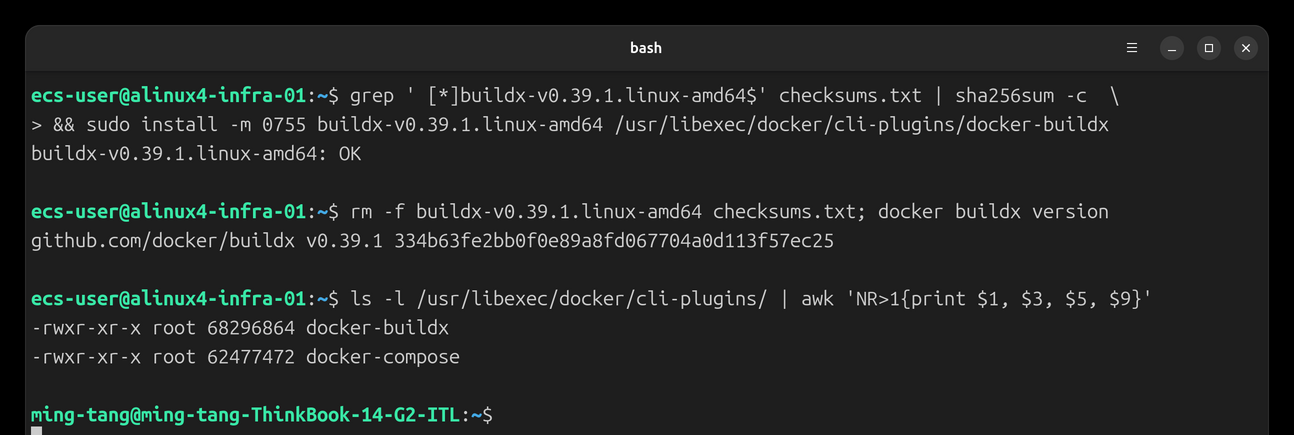 bash
ecs-user@alinux4-infra-01:~$ grep ' [*]buildx-v0.39.1.linux-amd64$' checksums.txt | sha256sum -c  \
> && sudo install -m 0755 buildx-v0.39.1.linux-amd64 /usr/libexec/docker/cli-plugins/docker-buildx
buildx-v0.39.1.linux-amd64: OK
ecs-user@alinux4-infra-01:~$ rm -f buildx-v0.39.1.linux-amd64 checksums.txt; docker buildx version
github.com/docker/buildx v0.39.1 334b63fe2bb0f0e89a8fd067704a0d113f57ec25
ecs-user@alinux4-infra-01:~$ ls -l /usr/libexec/docker/cli-plugins/ | awk 'NR>1{print $1, $3, $5, $9}'
-rwxr-xr-x root 68296864 docker-buildx
-rwxr-xr-x root 62477472 docker-compose
ming-tang@ming-tang-ThinkBook-14-G2-ITL:~$